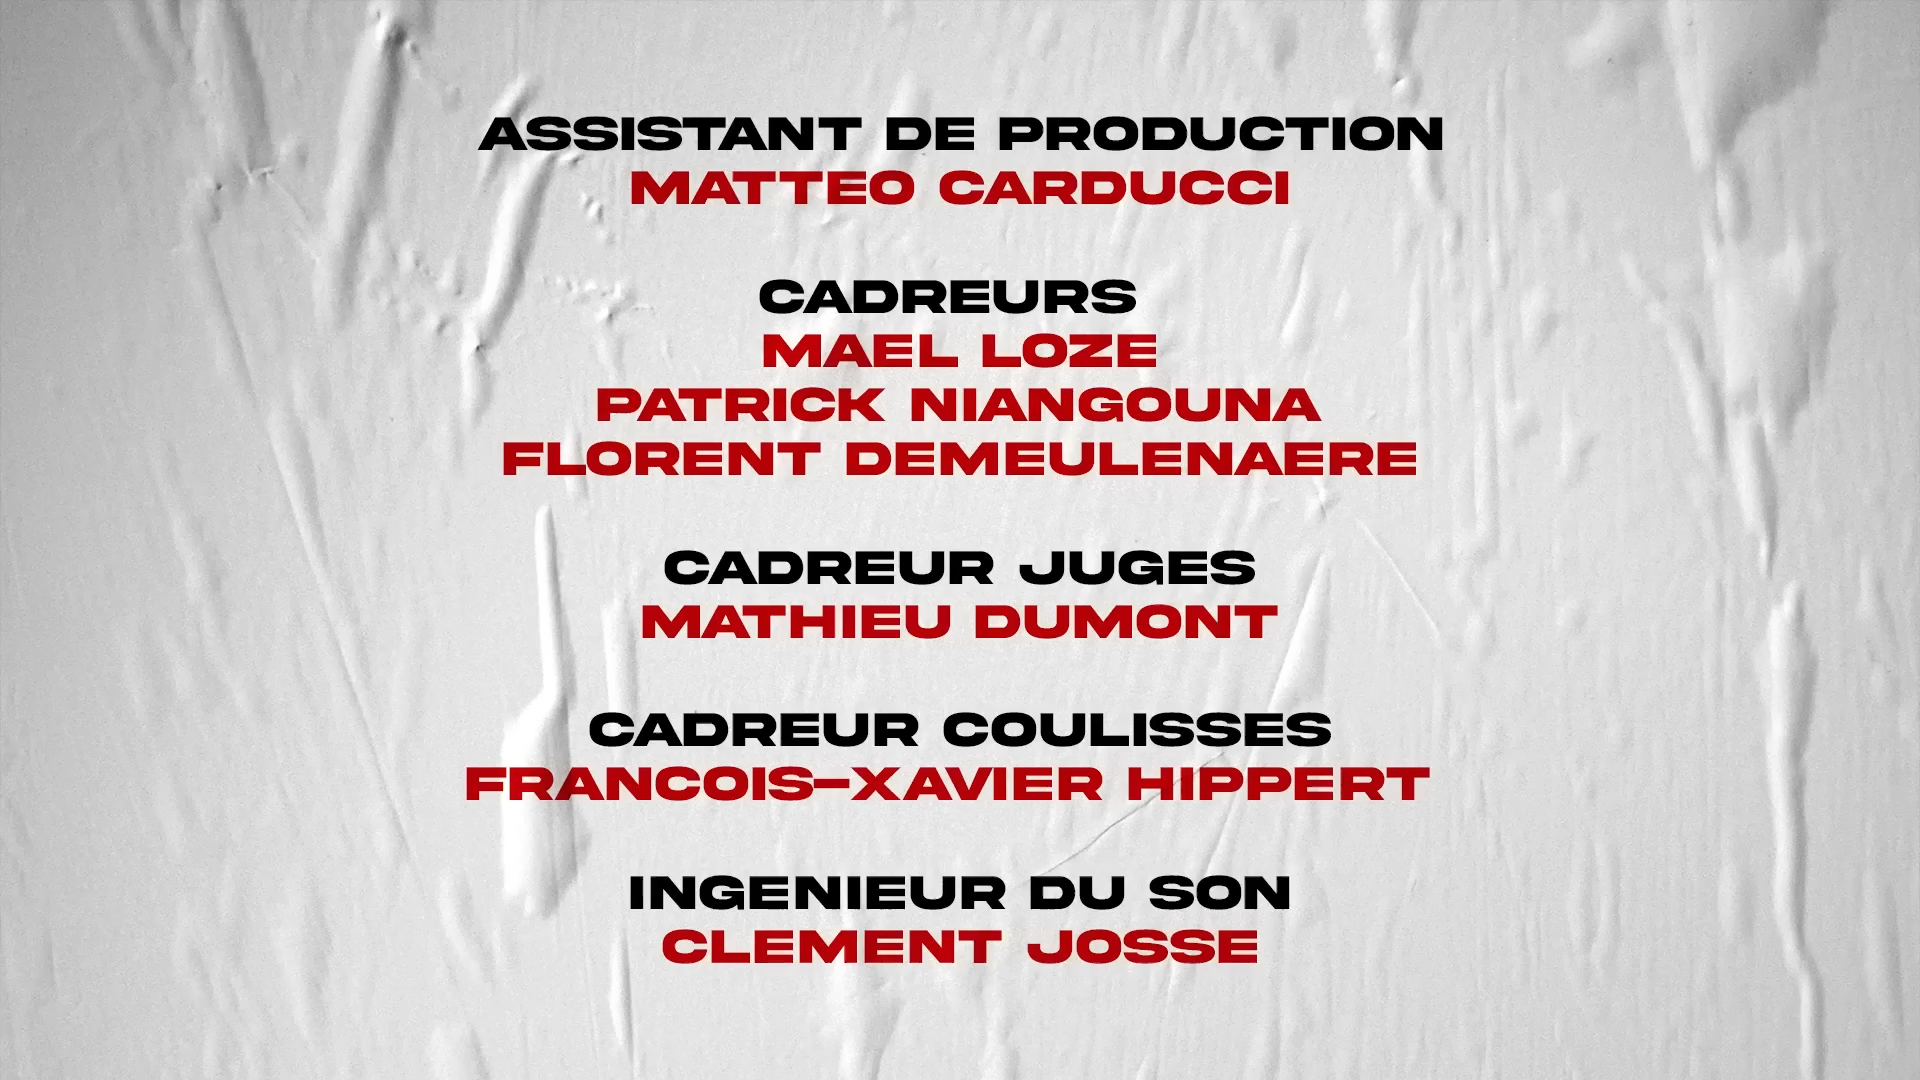 ASSISTANT DE PRODUCTION
MATTEO CARDUCCI
CADREURS
MAEL LOZE
PATRICK NIANGOUNA
FLORENT DEMEULENAERE
CADREUR JUGES
MATHIEU DUMONT
CADREUR COULISSES
FRANCOIS-XAVIER HIPPERT
INGENIEUR DU SON
CLEMENT JOSSE